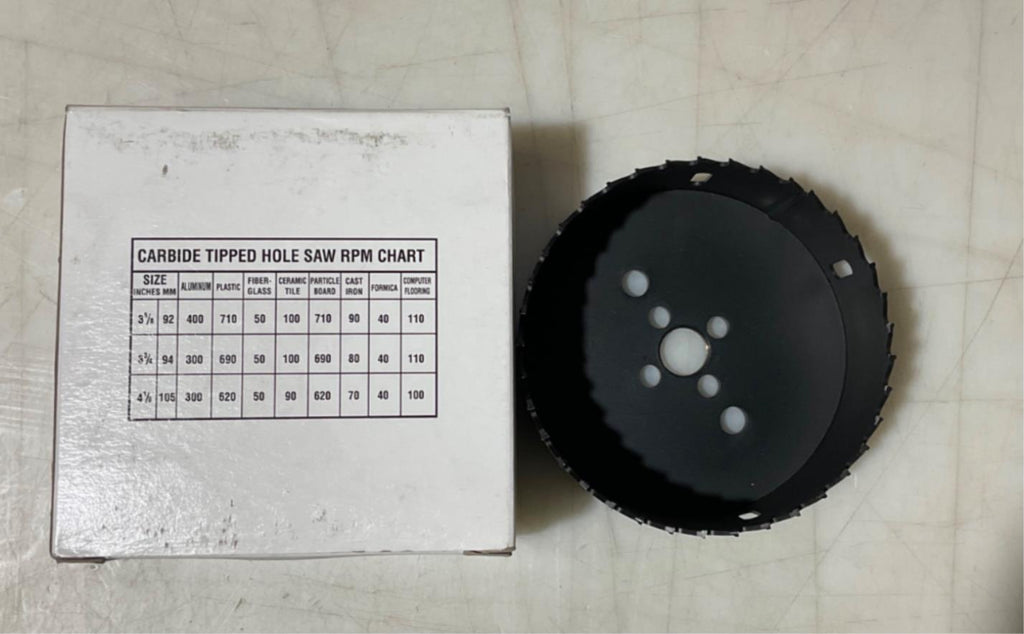 CARBIDE TIPPED HOLE SAW RPM CHART
SIZE INCHES MM ALUMINUM PLASTIC FIBER-GLASS CERAMIC TILE PARTICLE BOARD CAST IRON FORMICA COMPUTER FLOORING
3⅝ 92 400 710 50 100 710 90 40 110
3¾ 94 300 690 50 100 690 80 40 110
4⅛ 105 300 620 50 90 620 70 40 100